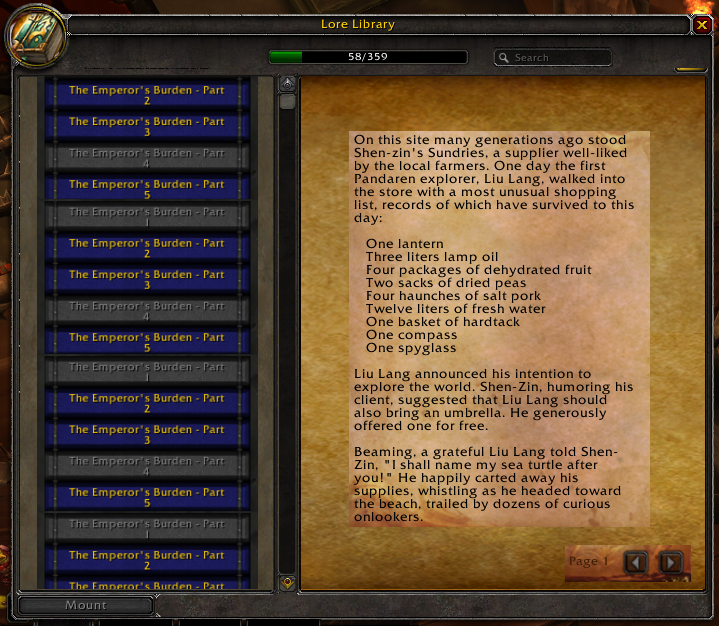 Lore Library
58/359
Search
The Emperor's Burden - Part
2
The Emperor's Burden - Part
3
The Emperor's Burden - Part
4
The Emperor's Burden - Part
5
The Emperor's Burden - Part
1
The Emperor's Burden - Part
2
The Emperor's Burden - Part
3
The Emperor's Burden - Part
4
The Emperor's Burden - Part
5
The Emperor's Burden - Part
1
The Emperor's Burden - Part
2
The Emperor's Burden - Part
3
The Emperor's Burden - Part
4
The Emperor's Burden - Part
5
The Emperor's Burden - Part
1
The Emperor's Burden - Part
2
The Emperor's Burden - Part
On this site many generations ago stood
Shen-zin's Sundries, a supplier well-liked
by the local farmers. One day the first
Pandaren explorer, Liu Lang, walked into
the store with a most unusual shopping
list, records of which have survived to this
day:
One lantern
Three liters lamp oil
Four packages of dehydrated fruit
Two sacks of dried peas
Four haunches of salt pork
Twelve liters of fresh water
One basket of hardtack
One compass
One spyglass
Liu Lang announced his intention to
explore the world. Shen-Zin, humoring his
client, suggested that Liu Lang should
also bring an umbrella. He generously
offered one for free.
Beaming, a grateful Liu Lang told Shen-
Zin, "I shall name my sea turtle after
you!" He happily carted away his
supplies, whistling as he headed toward
the beach, trailed by dozens of curious
onlookers.
Page 1
Mount